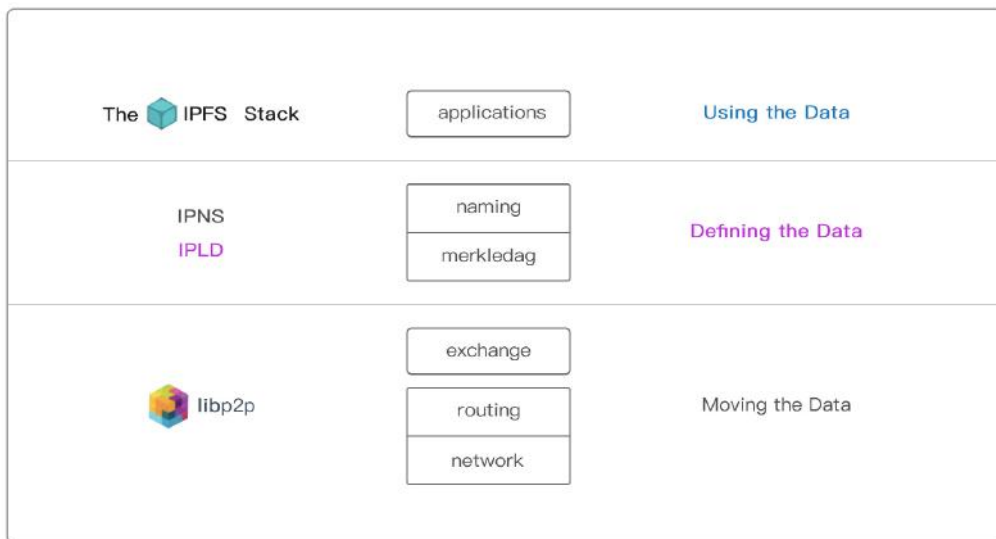 The IPFS Stack
applications
Using the Data
IPNS
IPLD
naming
merkledag
Defining the Data
libp2p
exchange
routing
network
Moving the Data